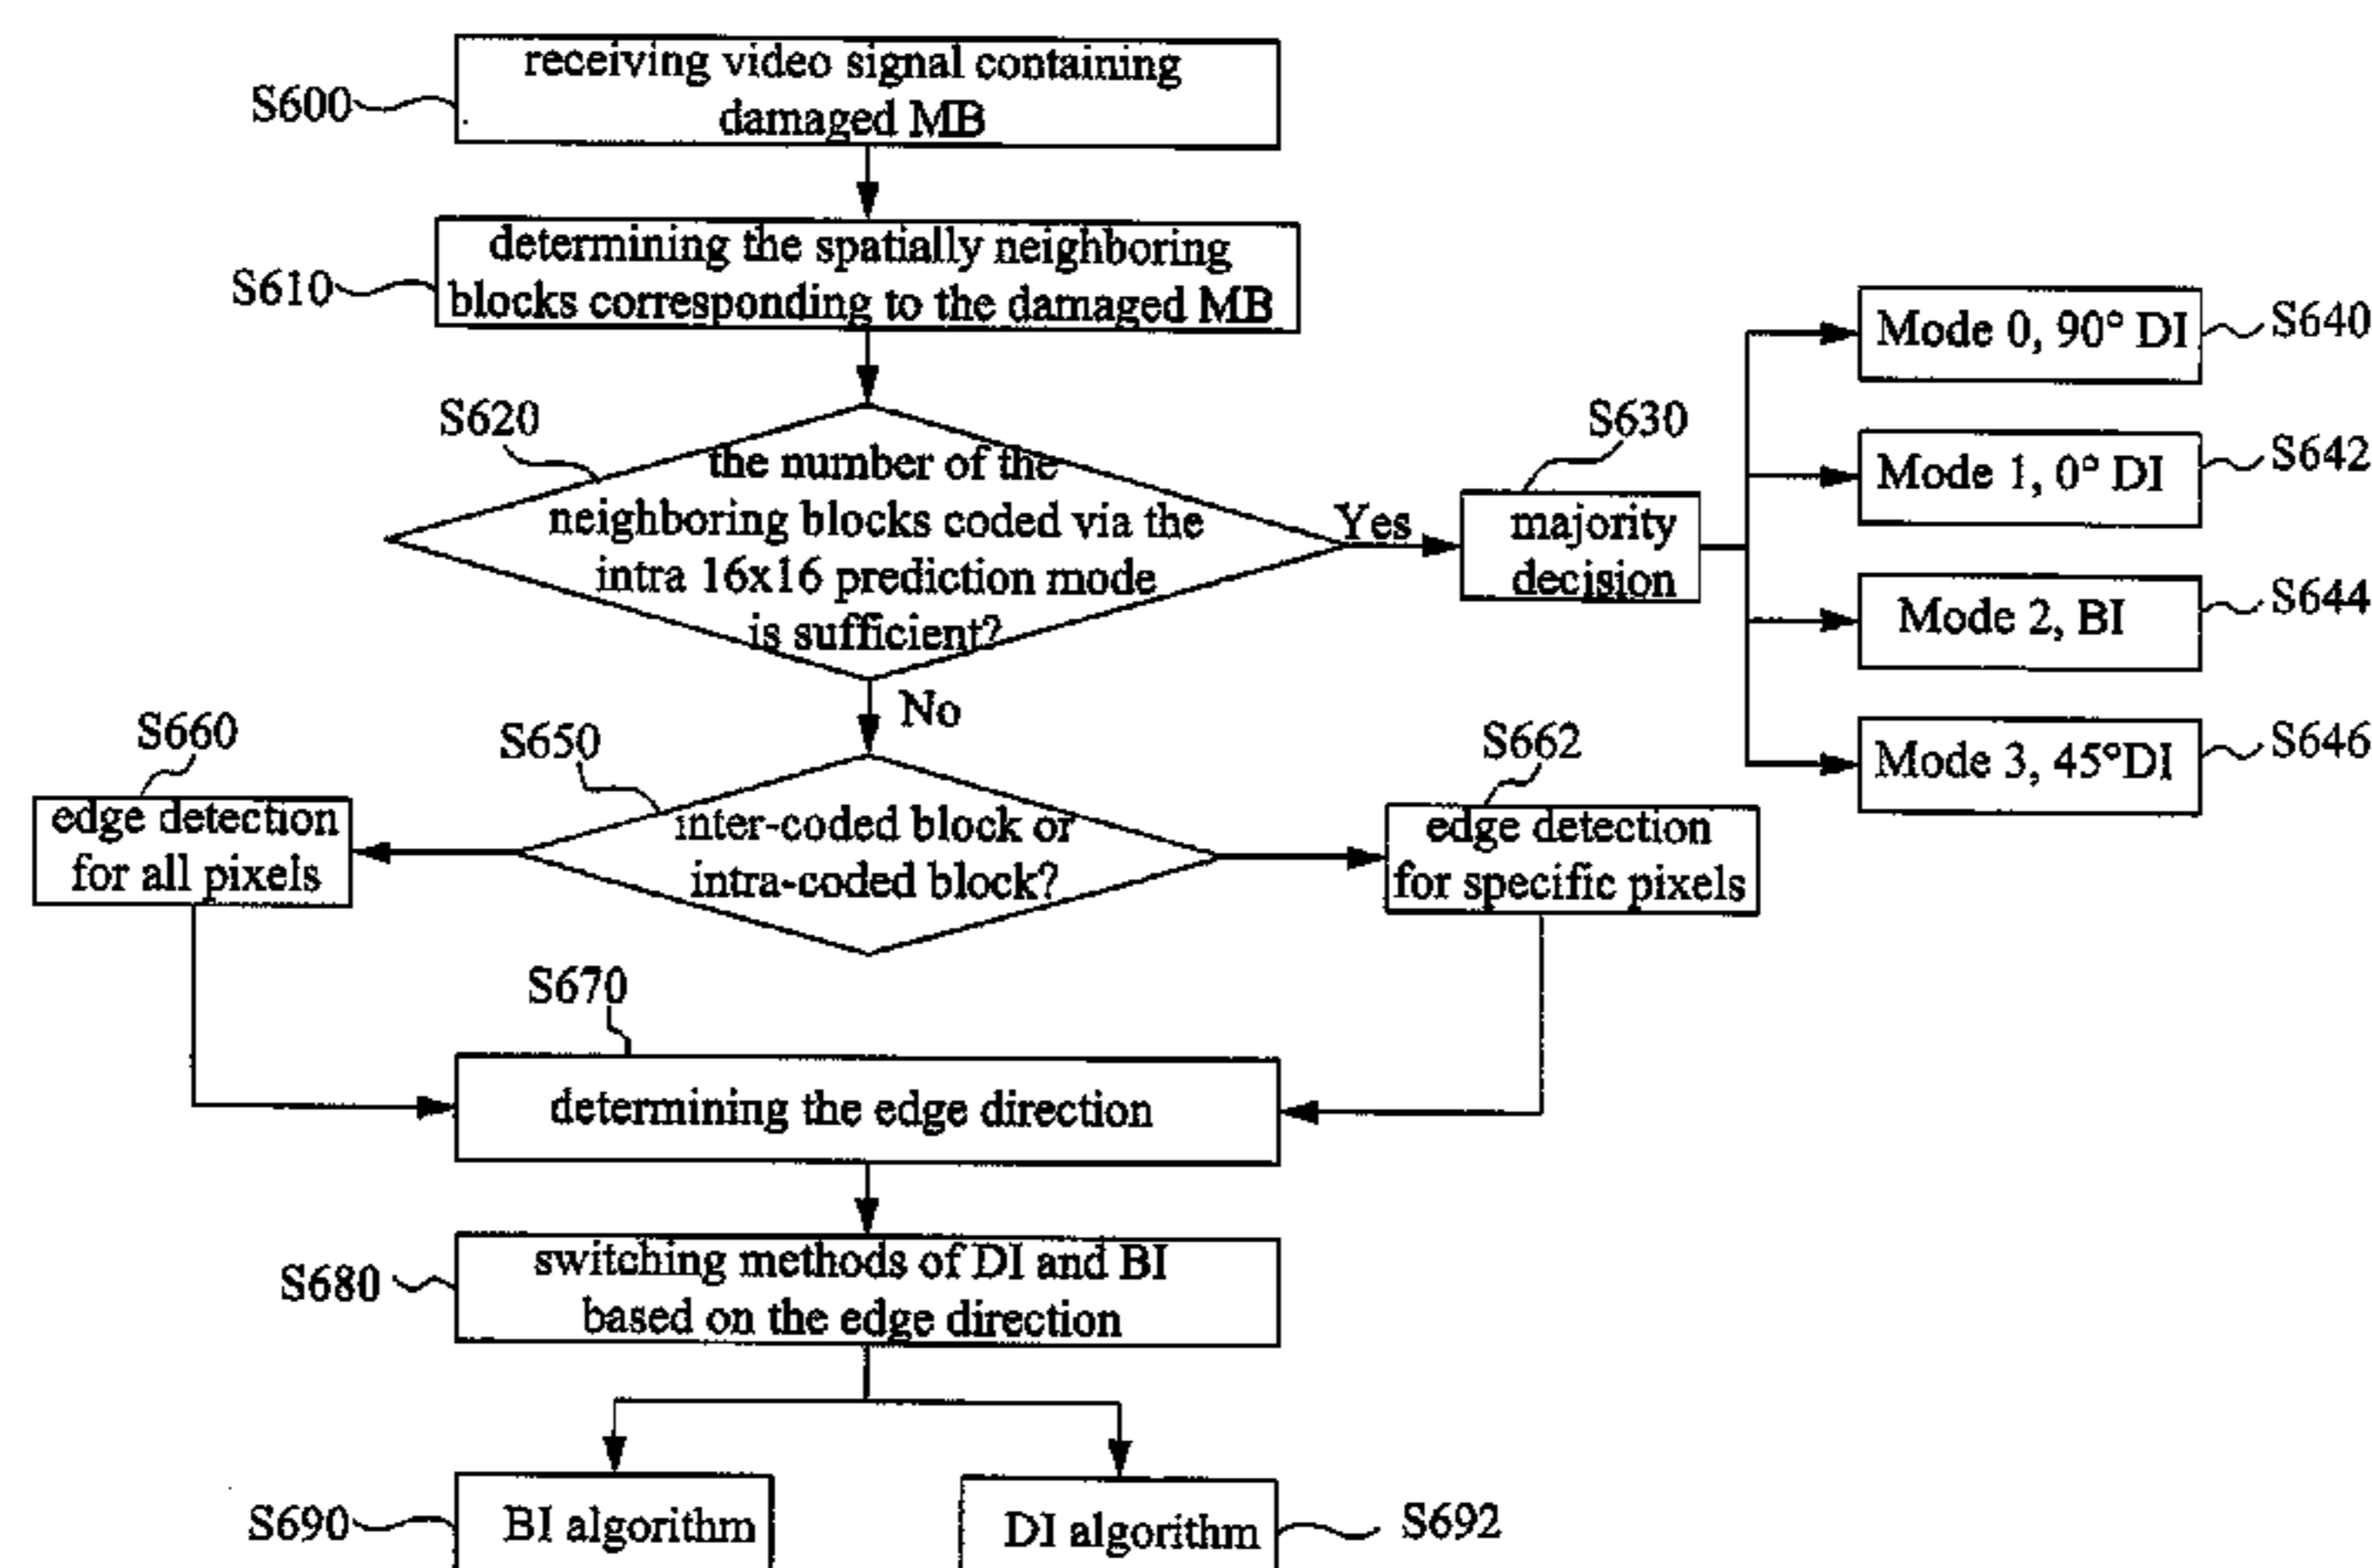 receiving video signal containing
damaged MB
S600
determining the spatially neighboring
blocks corresponding to the damaged MB
S610
S620
the number of the
neighboring blocks coded via the
intra 16x16 prediction mode
is sufficient?
Yes
S630
majority
decision
Mode 0, 90° DI
S640
Mode 1, 0° DI
S642
Mode 2, BI
S644
Mode 3, 45°DI
S646
No
S650
inter-coded block or
intra-coded block?
S660
edge detection
for all pixels
S662
edge detection
for specific pixels
S670
determining the edge direction
S680
switching methods of DI and BI
based on the edge direction
S690
BI algorithm
DI algorithm
S692